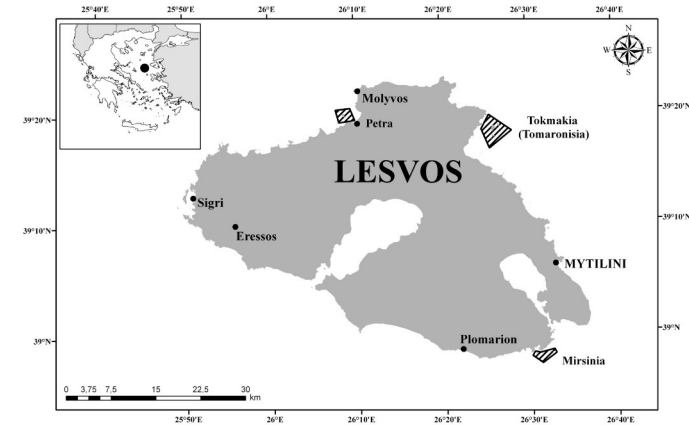 25°40'E 25°50'E 26°E 26°10'E 26°20'E 26°30'E 26°40'E
N
W E
S
39°20'N 39°20'N
Molyvos
Petra
Tokmakia
(Tomaronisia)
LESVOS
Sigri
39°10'N 39°10'N
Eressos
MYTILINI
39°N 39°N
Plomarion
Mirsinia
0 3,75 7,5 15 22,5 30
km
25°50'E 26°E 26°10'E 26°20'E 26°30'E 26°40'E